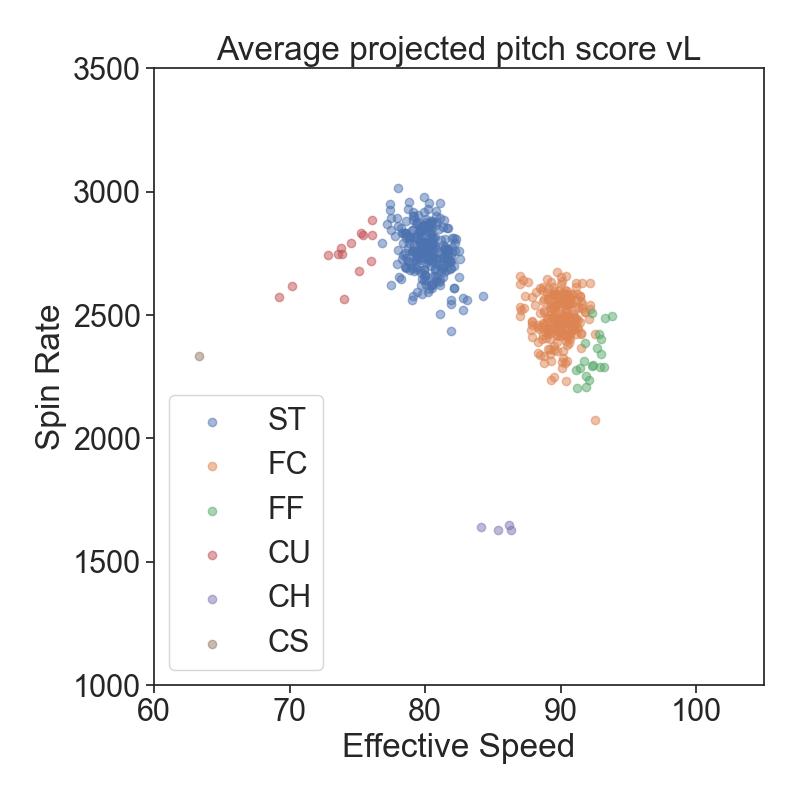 Average projected pitch score vL
3500
3000
2500
2000
1500
1000
Spin Rate
ST
FC
FF
CU
CH
CS
60 70 80 90 100
Effective Speed